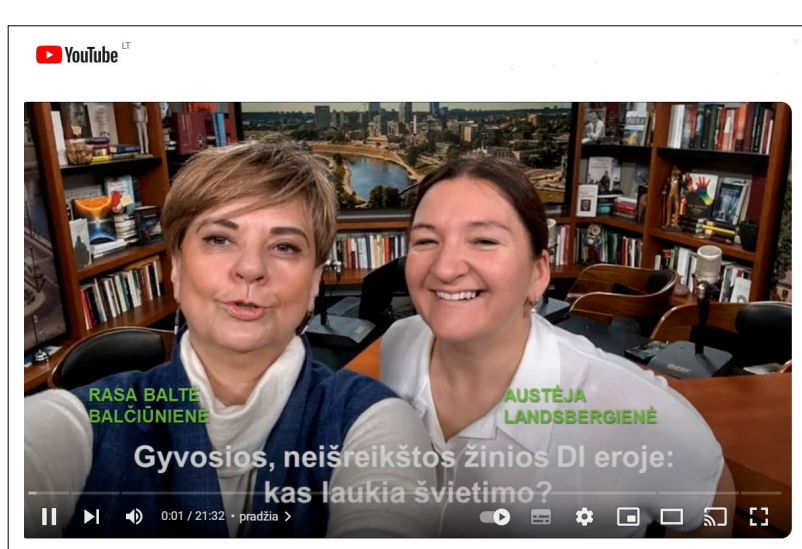 YouTube LT
RASA BALTĖ
BALČIŪNIENĖ
AUSTĖJA
LANDSBERGIENĖ
Gyvosios, neišreikštos žinios DI eroje:
kas laukia švietimo?
0:01 / 21:32 • pradžia >